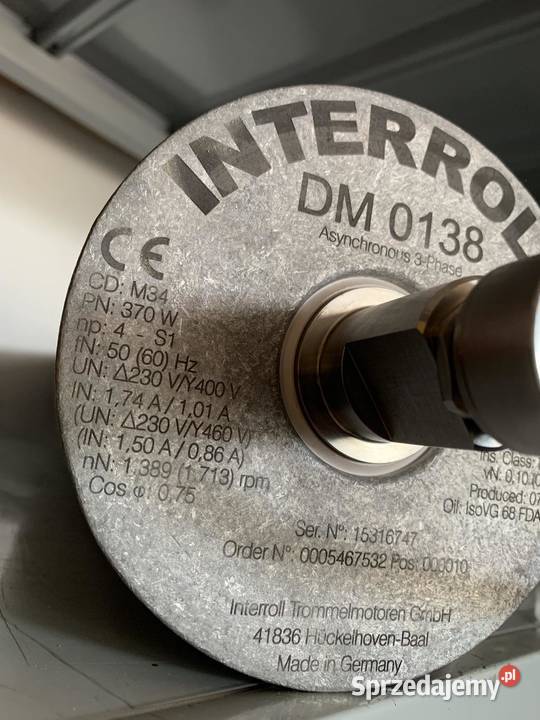 INTERROL
DM 0138
Asynchronous 3-Phase
CE
CD: M34
PN: 370 W
np: 4 - S1
fN: 50 (60) Hz
UN: Δ230 V/Y400 V
IN: 1,74 A / 1,01 A
(UN: Δ230 V/Y460 V)
(IN: 1,50 A / 0,86 A)
nN: 1,389 (1,713) rpm
Cos φ: 0,75
Ins. Class:
vN: 0,10
Produced: 07
Oil: IsoVG 68 FDA
Ser. N°: 15316747
Order N°: 0005467532 Pos: 000010
Interroll Trommelmotoren GmbH
41836 Hückelhoven-Baal
Made in Germany
Sprzedajemy.pl